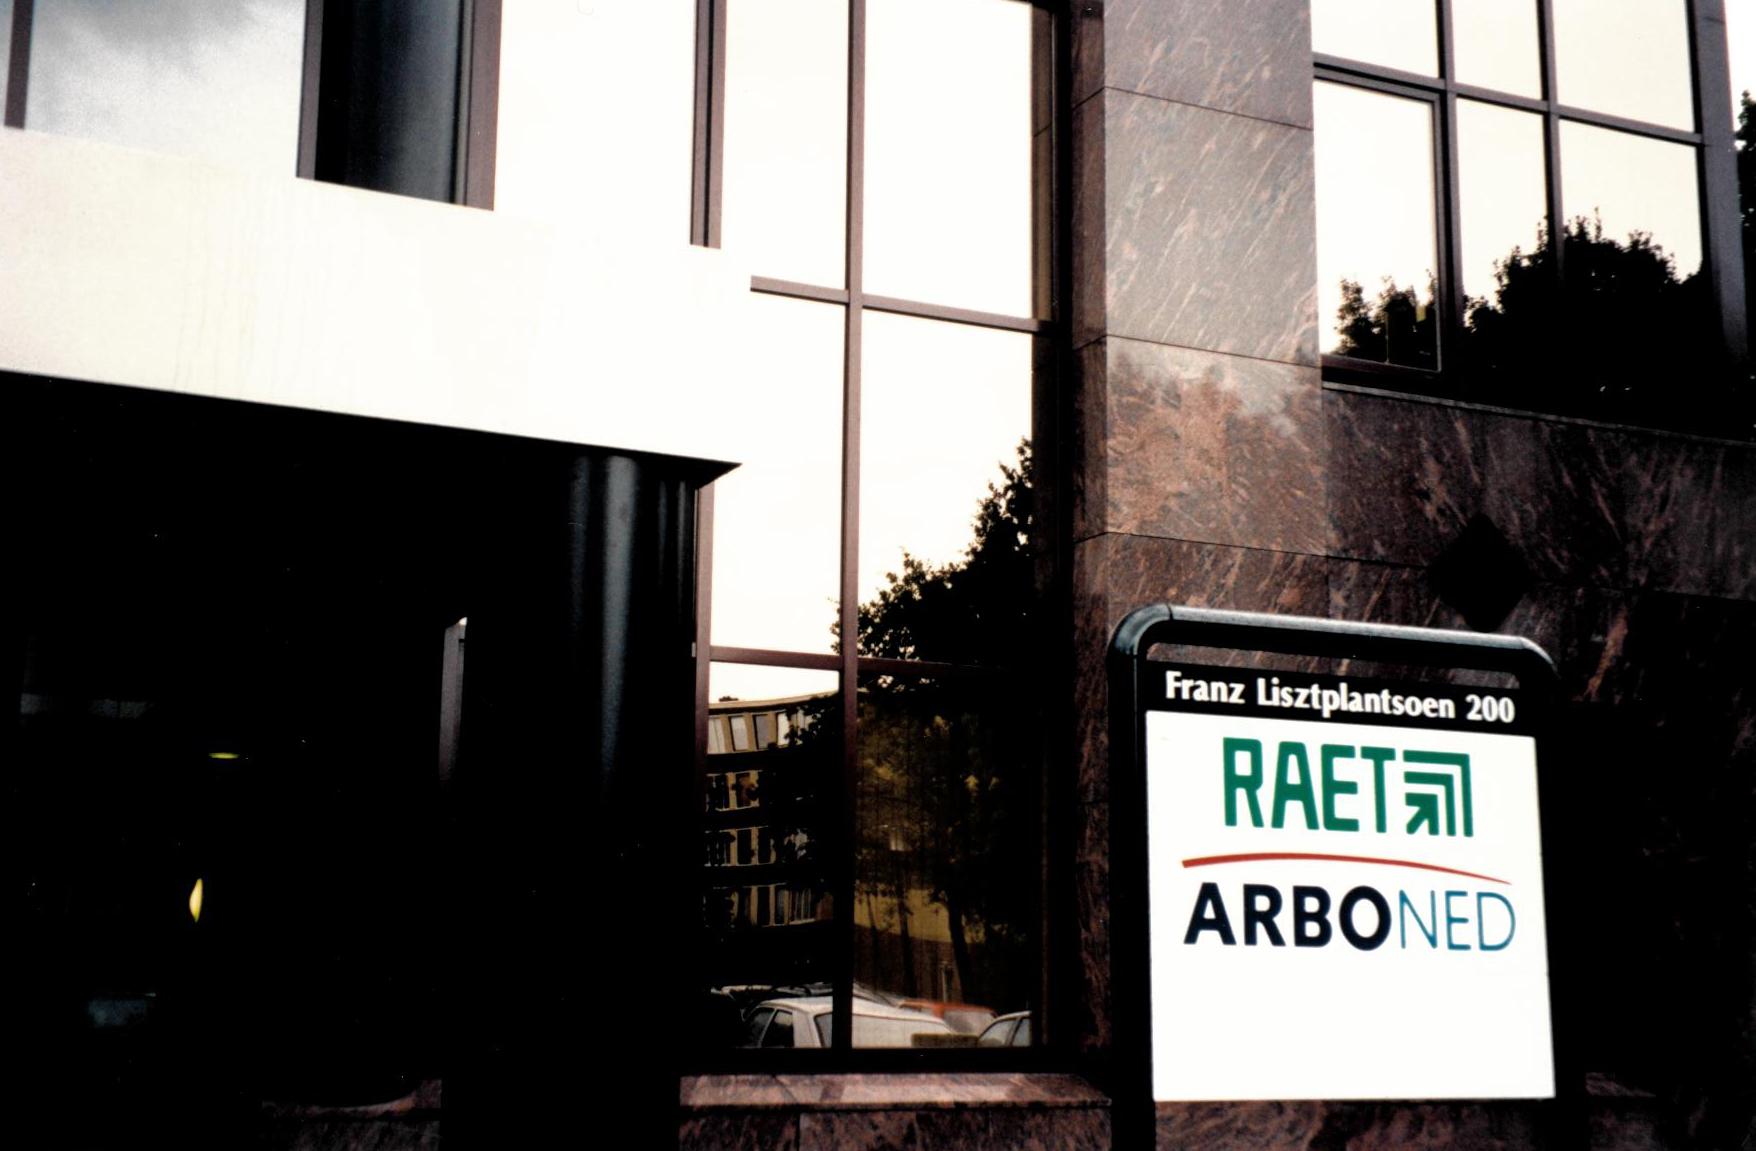 Franz Lisztplantsoen 200
RAET
ARBONED